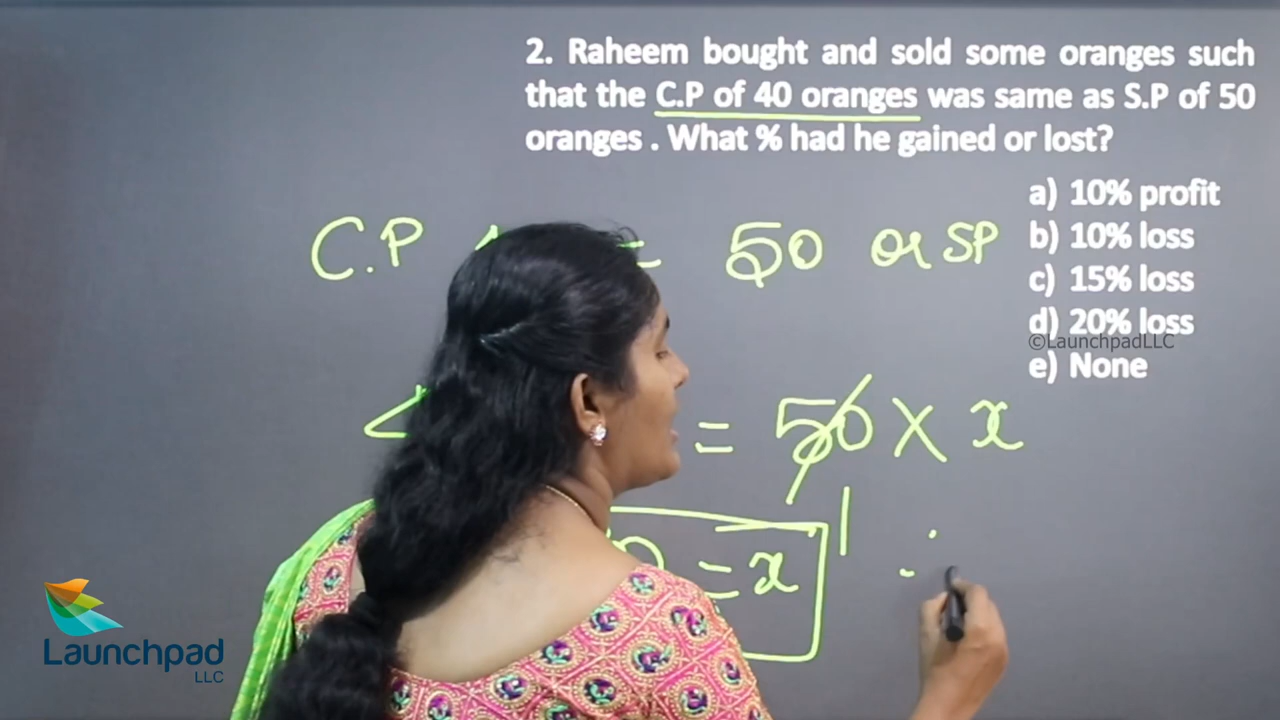 2. Raheem bought and sold some oranges such
that the C.P of 40 oranges was same as S.P of 50
oranges . What % had he gained or lost?
a) 10% profit
b) 10% loss
c) 15% loss
d) 20% loss
©LaunchpadLLC
e) None
C.P = 50 or SP
= 50 X x
= x
Launchpad
LLC